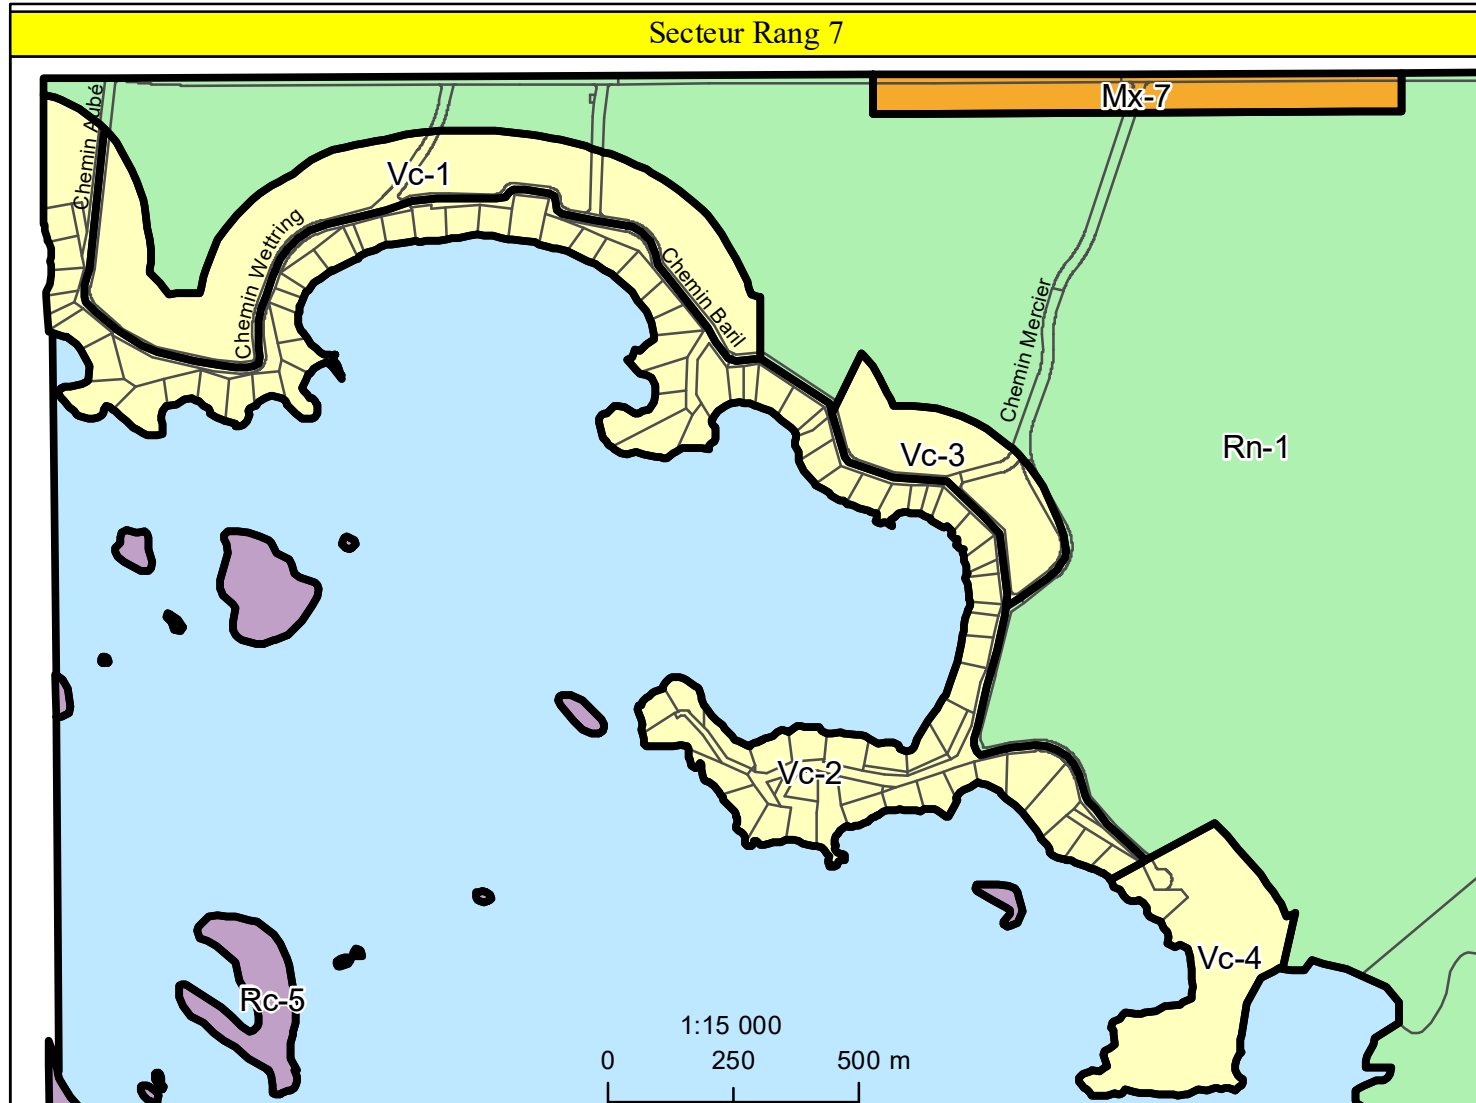 Secteur Rang 7
Mx-7
Chemin Aubé
Vc-1
Chemin Wettring
Chemin Baril
Chemin Mercier
Vc-3
Rn-1
Vc-2
Vc-4
Rc-5
1:15 000
0 250 500 m